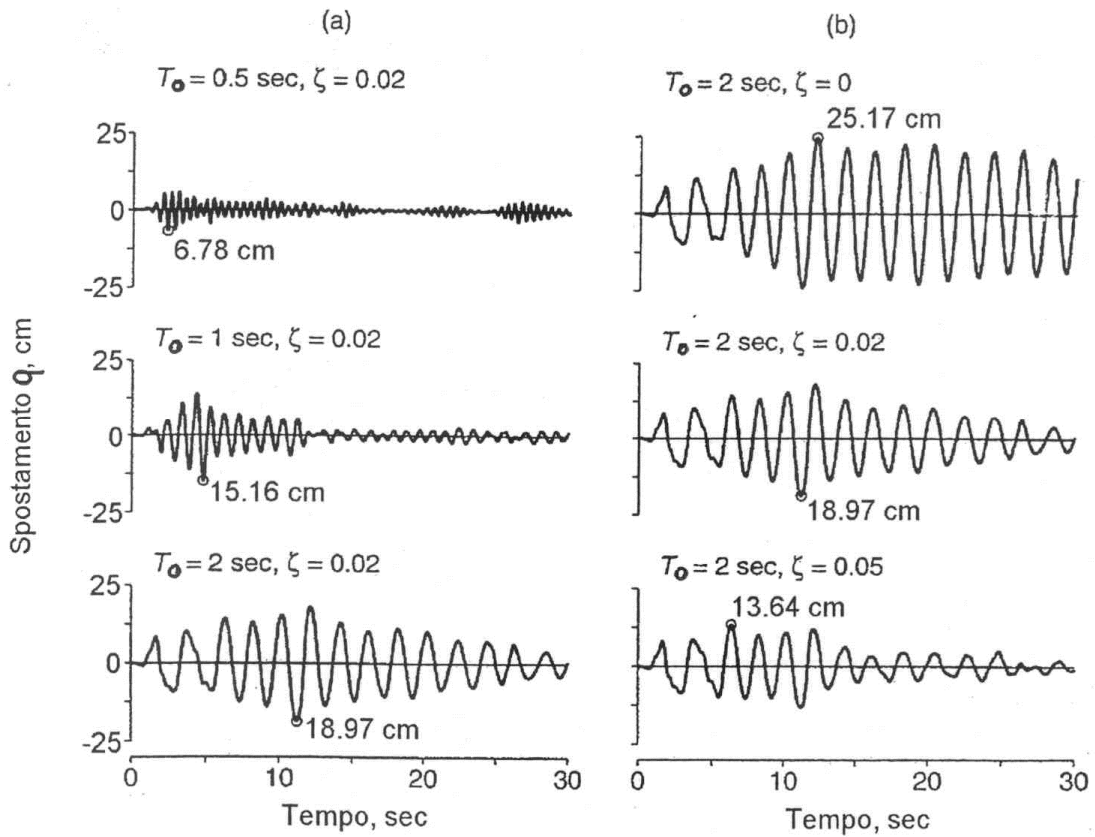 (a)
T₀ = 0.5 sec, ζ = 0.02
25
0
-25
6.78 cm
T₀ = 1 sec, ζ = 0.02
25
0
-25
15.16 cm
T₀ = 2 sec, ζ = 0.02
25
0
-25
18.97 cm
0 10 20 30
Tempo, sec
Spostamento q, cm
(b)
T₀ = 2 sec, ζ = 0
25.17 cm
T₀ = 2 sec, ζ = 0.02
18.97 cm
T₀ = 2 sec, ζ = 0.05
13.64 cm
0 10 20 30
Tempo, sec